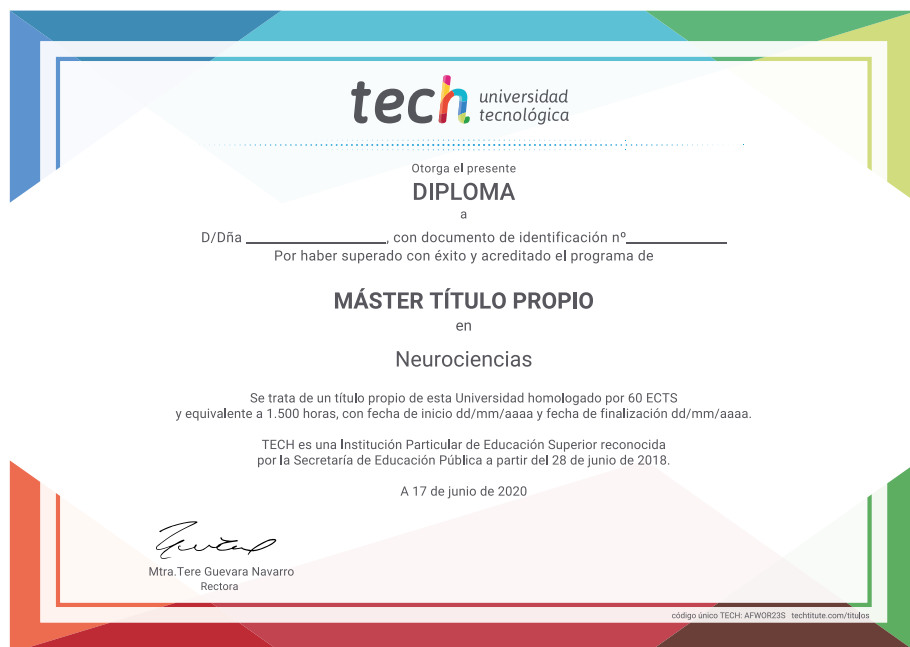 tech universidad
tecnológica
Otorga el presente
DIPLOMA
a
D/Dña ____________, con documento de identificación nº____________
Por haber superado con éxito y acreditado el programa de
MÁSTER TÍTULO PROPIO
en
Neurociencias
Se trata de un título propio de esta Universidad homologado por 60 ECTS
y equivalente a 1.500 horas, con fecha de inicio dd/mm/aaaa y fecha de finalización dd/mm/aaaa.
TECH es una Institución Particular de Educación Superior reconocida
por la Secretaría de Educación Pública a partir del 28 de junio de 2018.
A 17 de junio de 2020
Mtra.Tere Guevara Navarro
Rectora
código único TECH: AFWOR23S techtitute.com/titulos